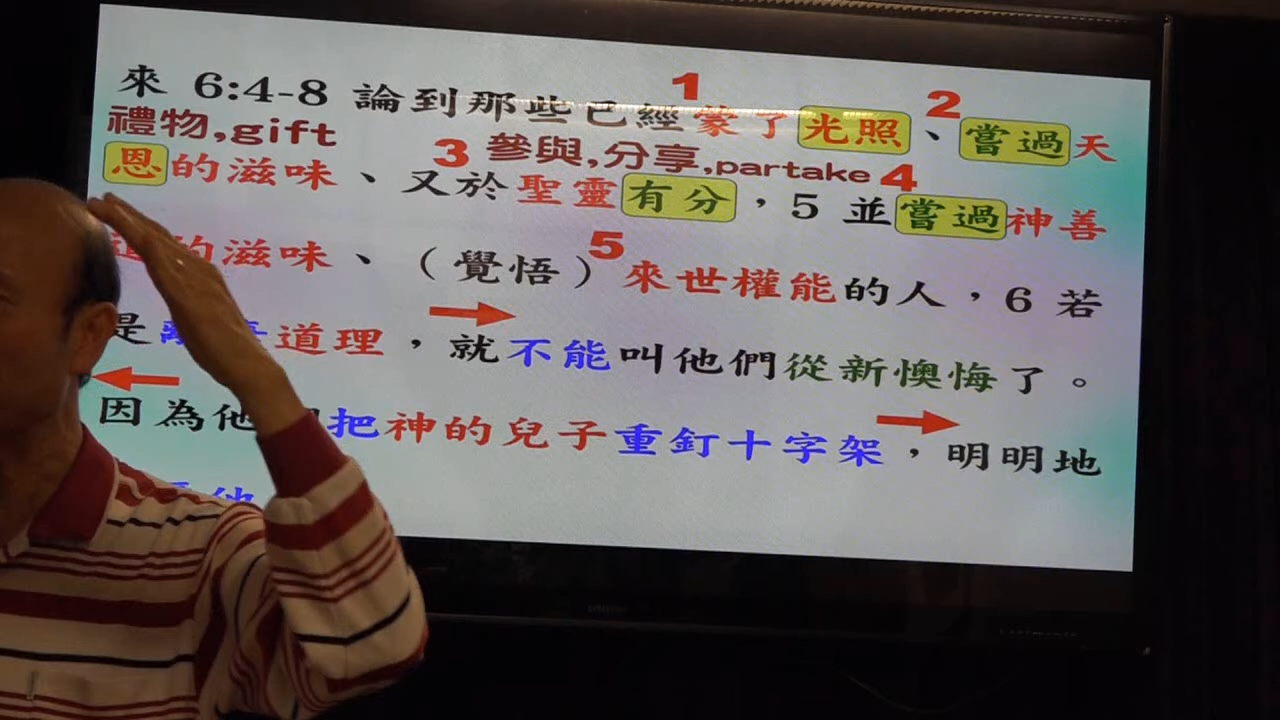 來 6:4-8 論到那些已經 1 蒙了光照、2 嘗過天
禮物,gift 3 參與,分享,partake 4
恩的滋味、又於聖靈有分，5 並嘗過神善
的滋味、（覺悟）5 來世權能的人，6 若
是 道理，就不能叫他們從新懊悔了。
因為他 把神的兒子重釘十字架，明明地
他